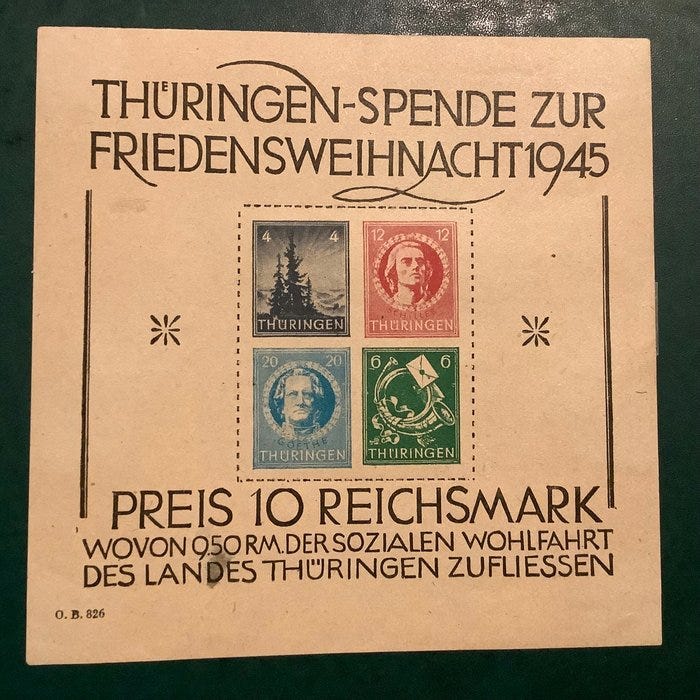 THÜRINGEN-SPENDE ZUR
FRIEDENSWEIHNACHT 1945
4 4
THÜRINGEN
12 12
SCHILLER
THÜRINGEN
20 20
GOETHE
THÜRINGEN
6 6
THÜRINGEN
PREIS 10 REICHSMARK
WOVON 9,50 R.M. DER SOZIALEN WOHLFAHRT
DES LANDES THÜRINGEN ZUFLIESSEN
O. B. 826